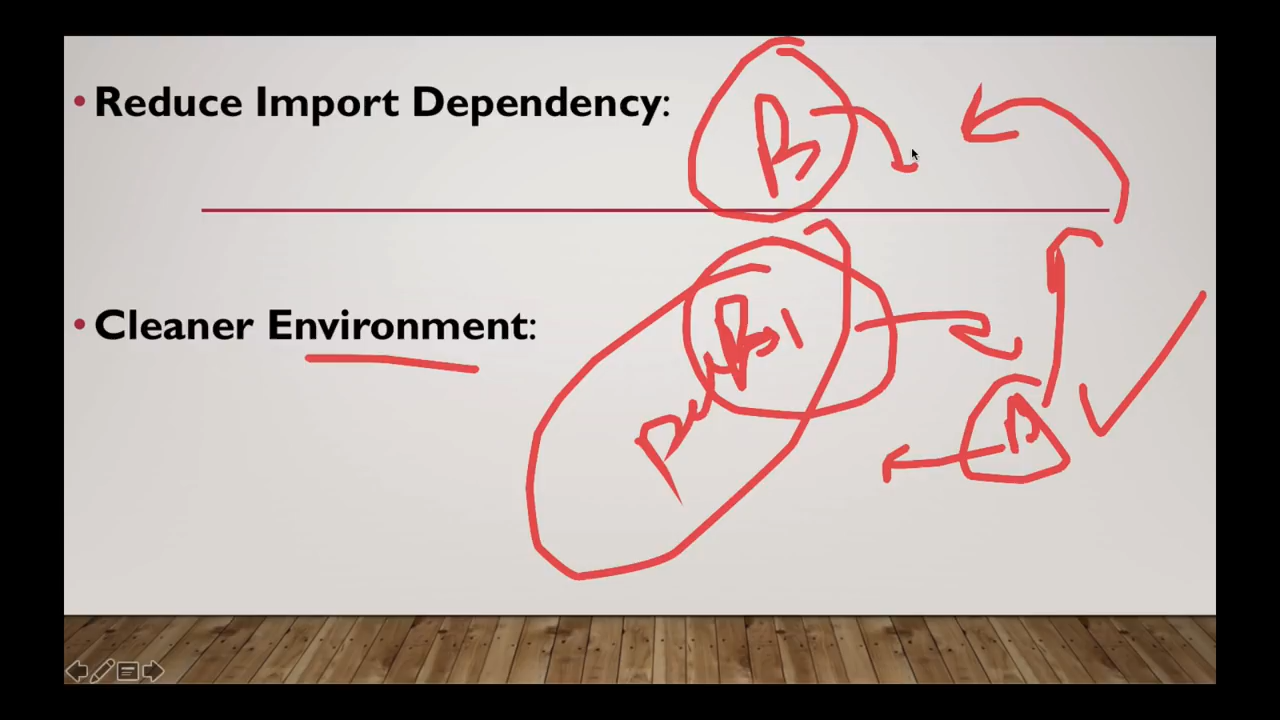 • Reduce Import Dependency:
B
• Cleaner Environment: